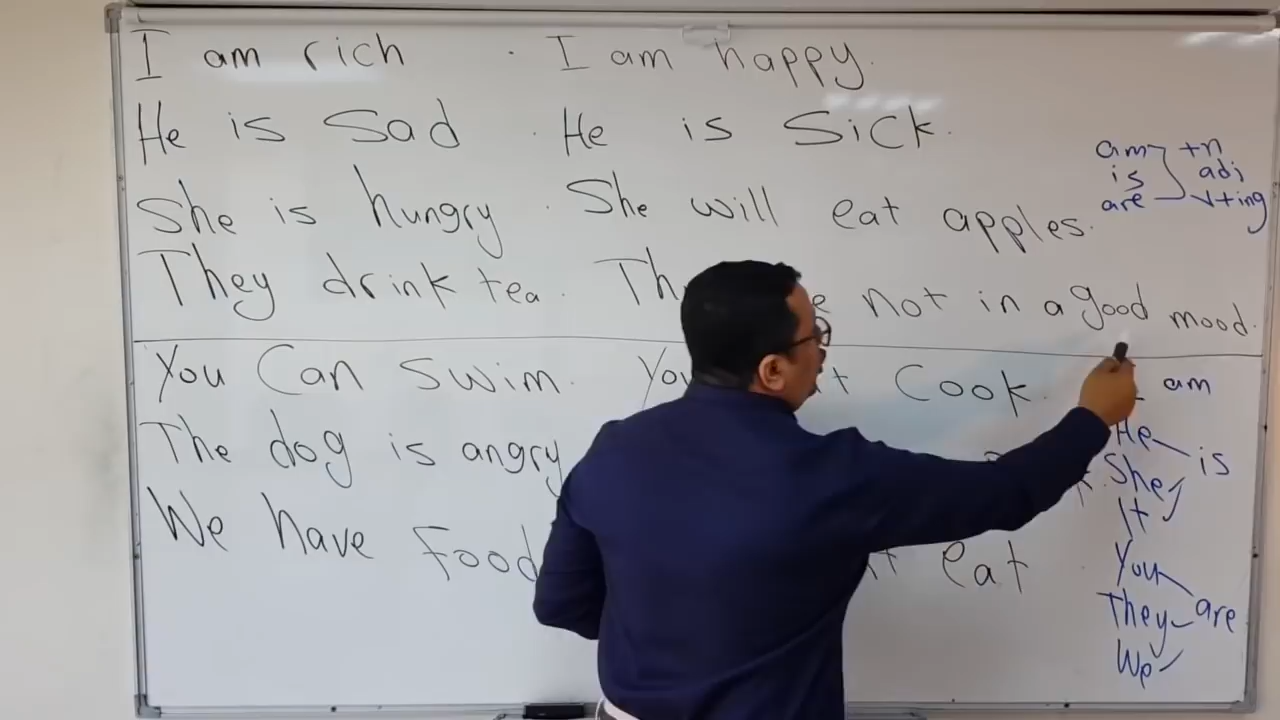 I am rich . I am happy.
He is Sad . He is Sick.
She is hungry . She will eat apples.
They drink tea. not in a good mood.
You Can Swim. Cook.
The dog is angry
We have Food eat
am +n
is adj
are v+ing
am
He
She is
It
You
They are
We